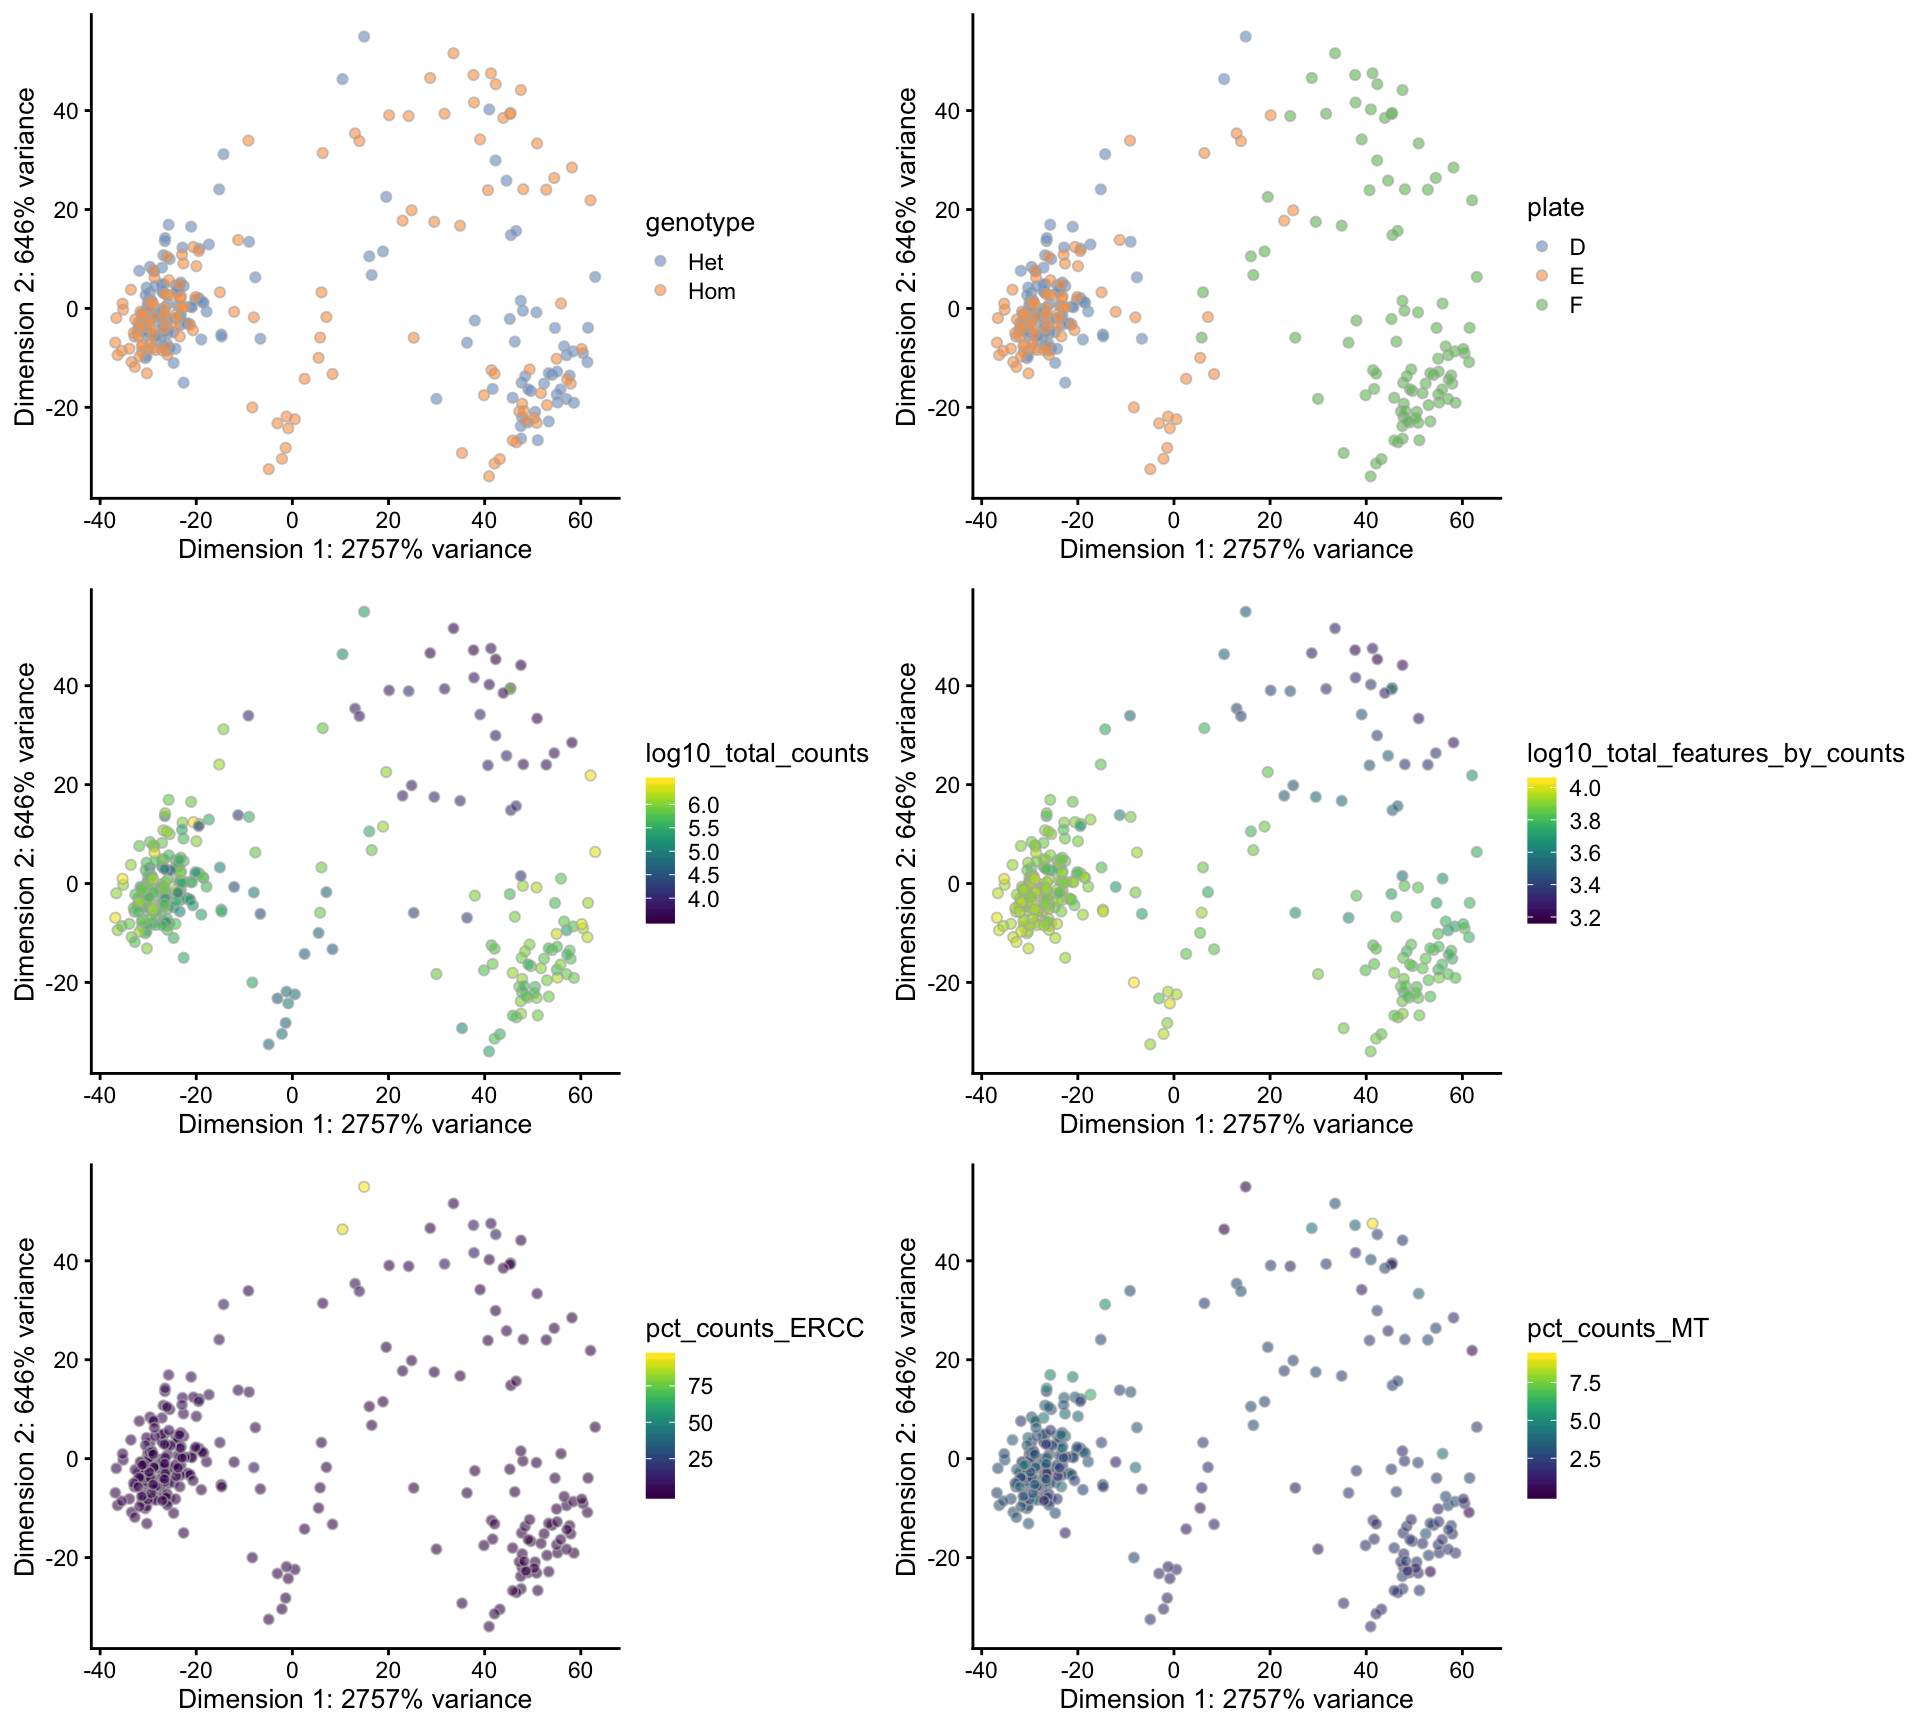 Dimension 2: 646% variance
40
20
0
-20
-40 -20 0 20 40 60
Dimension 1: 2757% variance
genotype
Het
Hom
Dimension 2: 646% variance
40
20
0
-20
-40 -20 0 20 40 60
Dimension 1: 2757% variance
plate
D
E
F
Dimension 2: 646% variance
40
20
0
-20
-40 -20 0 20 40 60
Dimension 1: 2757% variance
log10_total_counts
6.0
5.5
5.0
4.5
4.0
Dimension 2: 646% variance
40
20
0
-20
-40 -20 0 20 40 60
Dimension 1: 2757% variance
log10_total_features_by_counts
4.0
3.8
3.6
3.4
3.2
Dimension 2: 646% variance
40
20
0
-20
-40 -20 0 20 40 60
Dimension 1: 2757% variance
pct_counts_ERCC
75
50
25
Dimension 2: 646% variance
40
20
0
-20
-40 -20 0 20 40 60
Dimension 1: 2757% variance
pct_counts_MT
7.5
5.0
2.5